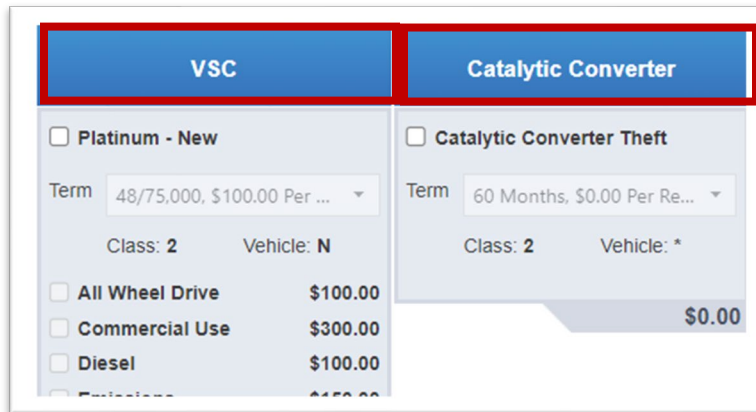 VSC
Platinum - New
Term 48/75,000, $100.00 Per ...
Class: 2 Vehicle: N
All Wheel Drive $100.00
Commercial Use $300.00
Diesel $100.00
Catalytic Converter
Catalytic Converter Theft
Term 60 Months, $0.00 Per Re...
Class: 2 Vehicle: *
$0.00